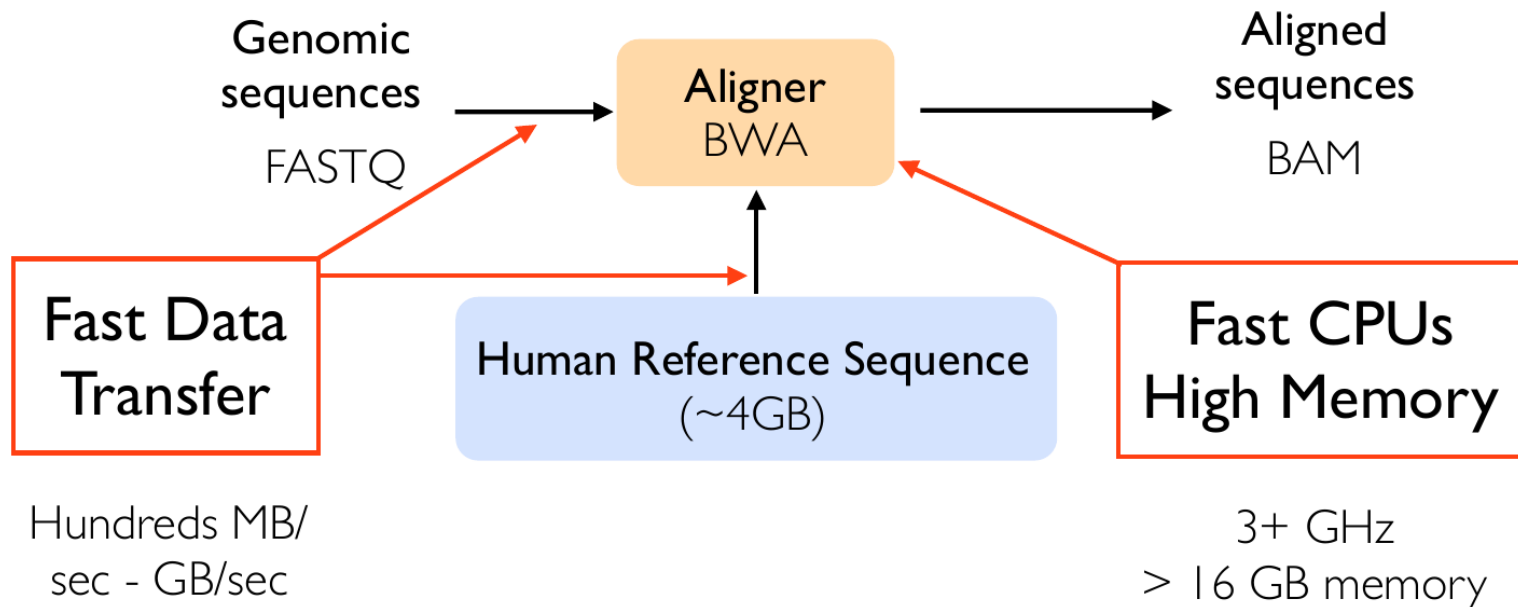 Genomic
sequences
FASTQ
Aligner
BWA
Aligned
sequences
BAM
Fast Data
Transfer
Human Reference Sequence
(~4GB)
Fast CPUs
High Memory
Hundreds MB/
sec - GB/sec
3+ GHz
> 16 GB memory